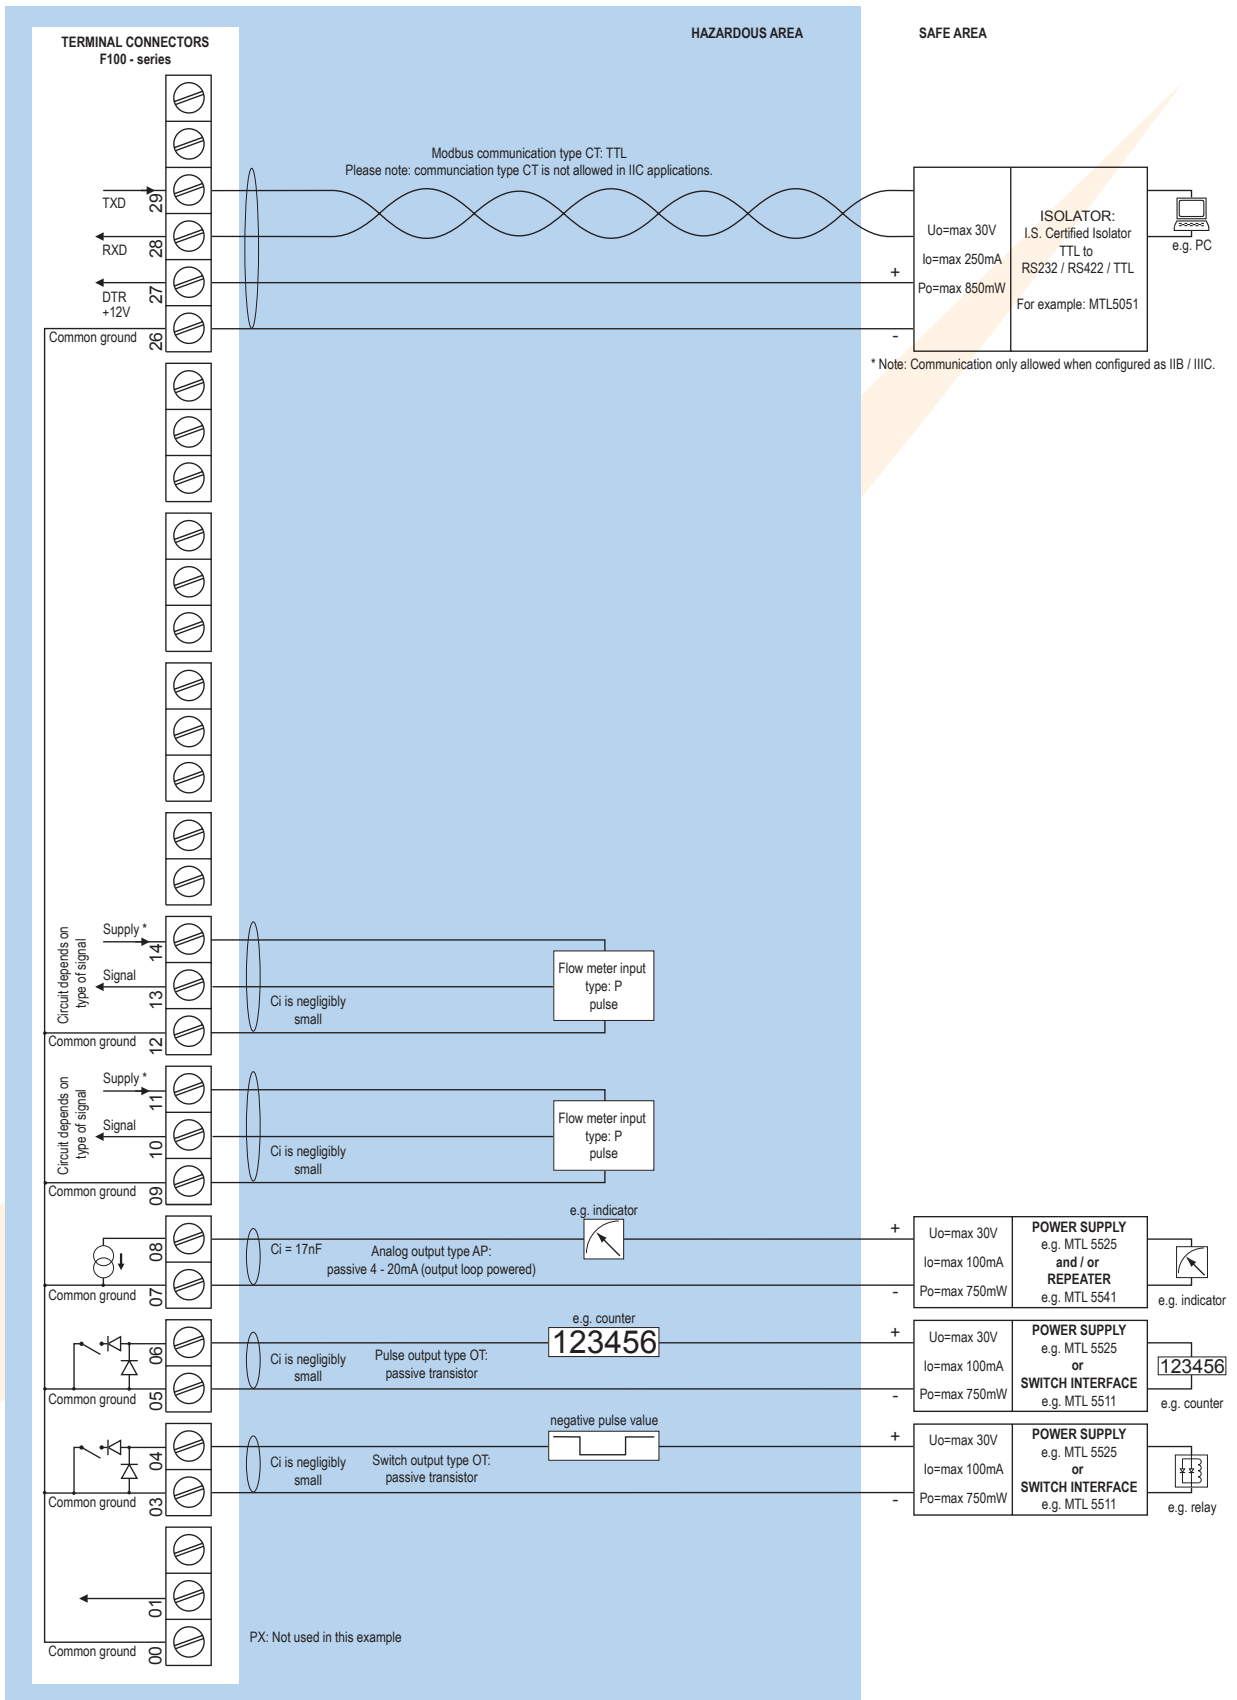 HAZARDOUS AREA
SAFE AREA
TERMINAL CONNECTORS
F100 - series
Modbus communication type CT: TTL
Please note: communciation type CT is not allowed in IIC applications.
TXD
29
RXD
28
DTR
+12V
27
Common ground
26
+
-
Uo=max 30V
Io=max 250mA
Po=max 850mW
ISOLATOR:
I.S. Certified Isolator
TTL to
RS232 / RS422 / TTL
For example: MTL5051
e.g. PC
* Note: Communication only allowed when configured as IIB / IIIC.
Circuit depends on
type of signal
Supply *
14
Signal
13
Common ground
12
Ci is negligibly
small
Flow meter input
type: P
pulse
Circuit depends on
type of signal
Supply *
11
Signal
10
Common ground
09
Ci is negligibly
small
Flow meter input
type: P
pulse
08
Common ground
07
Ci = 17nF
Analog output type AP:
passive 4 - 20mA (output loop powered)
e.g. indicator
+
-
Uo=max 30V
Io=max 100mA
Po=max 750mW
POWER SUPPLY
e.g. MTL 5525
and / or
REPEATER
e.g. MTL 5541
e.g. indicator
06
Common ground
05
Ci is negligibly
small
Pulse output type OT:
passive transistor
e.g. counter
123456
+
-
Uo=max 30V
Io=max 100mA
Po=max 750mW
POWER SUPPLY
e.g. MTL 5525
or
SWITCH INTERFACE
e.g. MTL 5511
123456
e.g. counter
04
Common ground
03
Ci is negligibly
small
Switch output type OT:
passive transistor
negative pulse value
+
-
Uo=max 30V
Io=max 100mA
Po=max 750mW
POWER SUPPLY
e.g. MTL 5525
or
SWITCH INTERFACE
e.g. MTL 5511
e.g. relay
01
Common ground
00
PX: Not used in this example